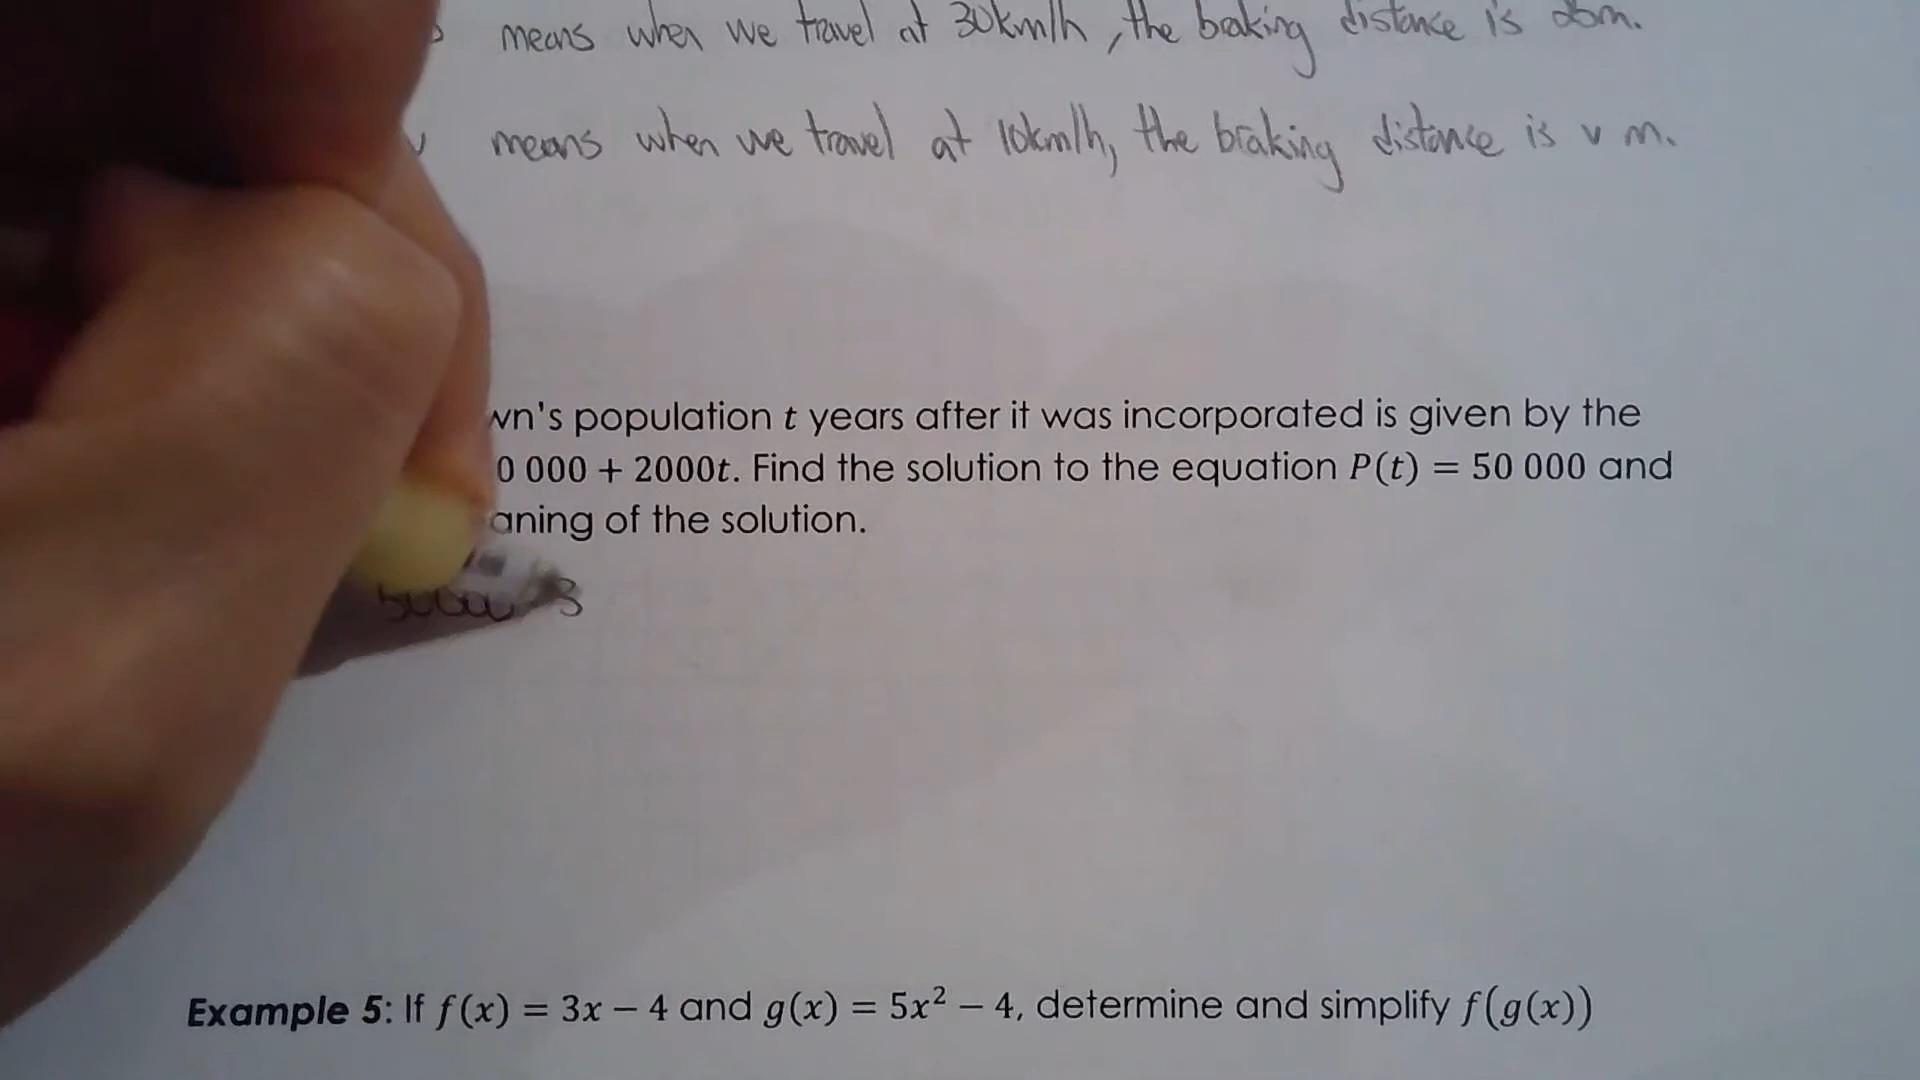 means when we travel at 30km/h, the braking distance is m.
v means when we travel at 10km/h, the braking distance is v m.
wn's population t years after it was incorporated is given by the
0 000 + 2000t. Find the solution to the equation P(t) = 50 000 and
aning of the solution.
Example 5: If f(x) = 3x − 4 and g(x) = 5x² − 4, determine and simplify f(g(x))